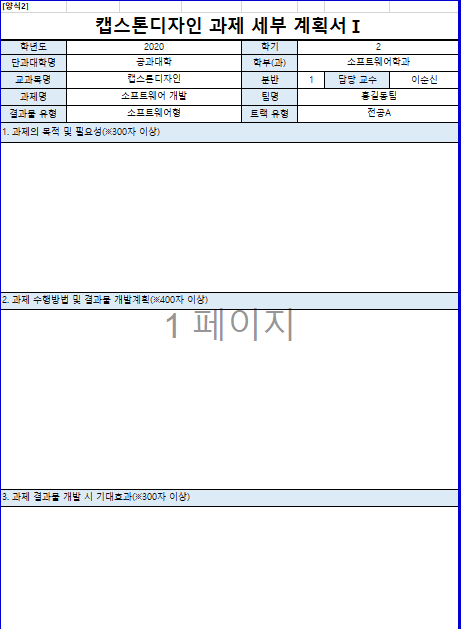 [양식2]
캡스톤디자인 과제 세부 계획서 I
학년도 2020 학기 2
단과대학명 공과대학 학부(과) 소프트웨어학과
교과목명 캡스톤디자인 분반 1 담당 교수 이순신
과제명 소프트웨어 개발 팀명 홍길동팀
결과물 유형 소프트웨어형 트랙 유형 전공A
1. 과제의 목적 및 필요성(※300자 이상)
2. 과제 수행방법 및 결과물 개발계획(※400자 이상)
1 페이지
3. 과제 결과물 개발 시 기대효과(※300자 이상)